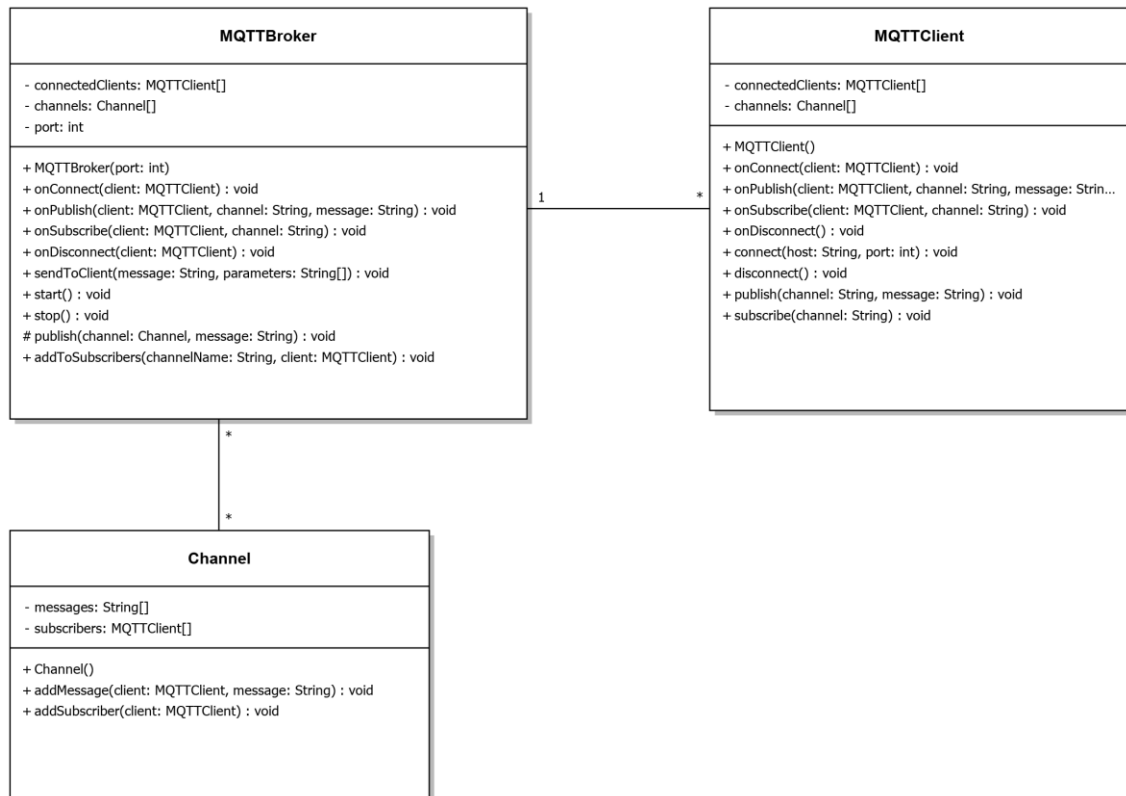 MQTTBroker
- connectedClients: MQTTClient[]
- channels: Channel[]
- port: int
+ MQTTBroker(port: int)
+ onConnect(client: MQTTClient) : void
+ onPublish(client: MQTTClient, channel: String, message: String) : void
+ onSubscribe(client: MQTTClient, channel: String) : void
+ onDisconnect(client: MQTTClient) : void
+ sendToClient(message: String, parameters: String[]) : void
+ start() : void
+ stop() : void
# publish(channel: Channel, message: String) : void
+ addToSubscribers(channelName: String, client: MQTTClient) : void
1
*
MQTTClient
- connectedClients: MQTTClient[]
- channels: Channel[]
+ MQTTClient()
+ onConnect(client: MQTTClient) : void
+ onPublish(client: MQTTClient, channel: String, message: Strin...
+ onSubscribe(client: MQTTClient, channel: String) : void
+ onDisconnect() : void
+ connect(host: String, port: int) : void
+ disconnect() : void
+ publish(channel: String, message: String) : void
+ subscribe(channel: String) : void
*
*
Channel
- messages: String[]
- subscribers: MQTTClient[]
+ Channel()
+ addMessage(client: MQTTClient, message: String) : void
+ addSubscriber(client: MQTTClient) : void